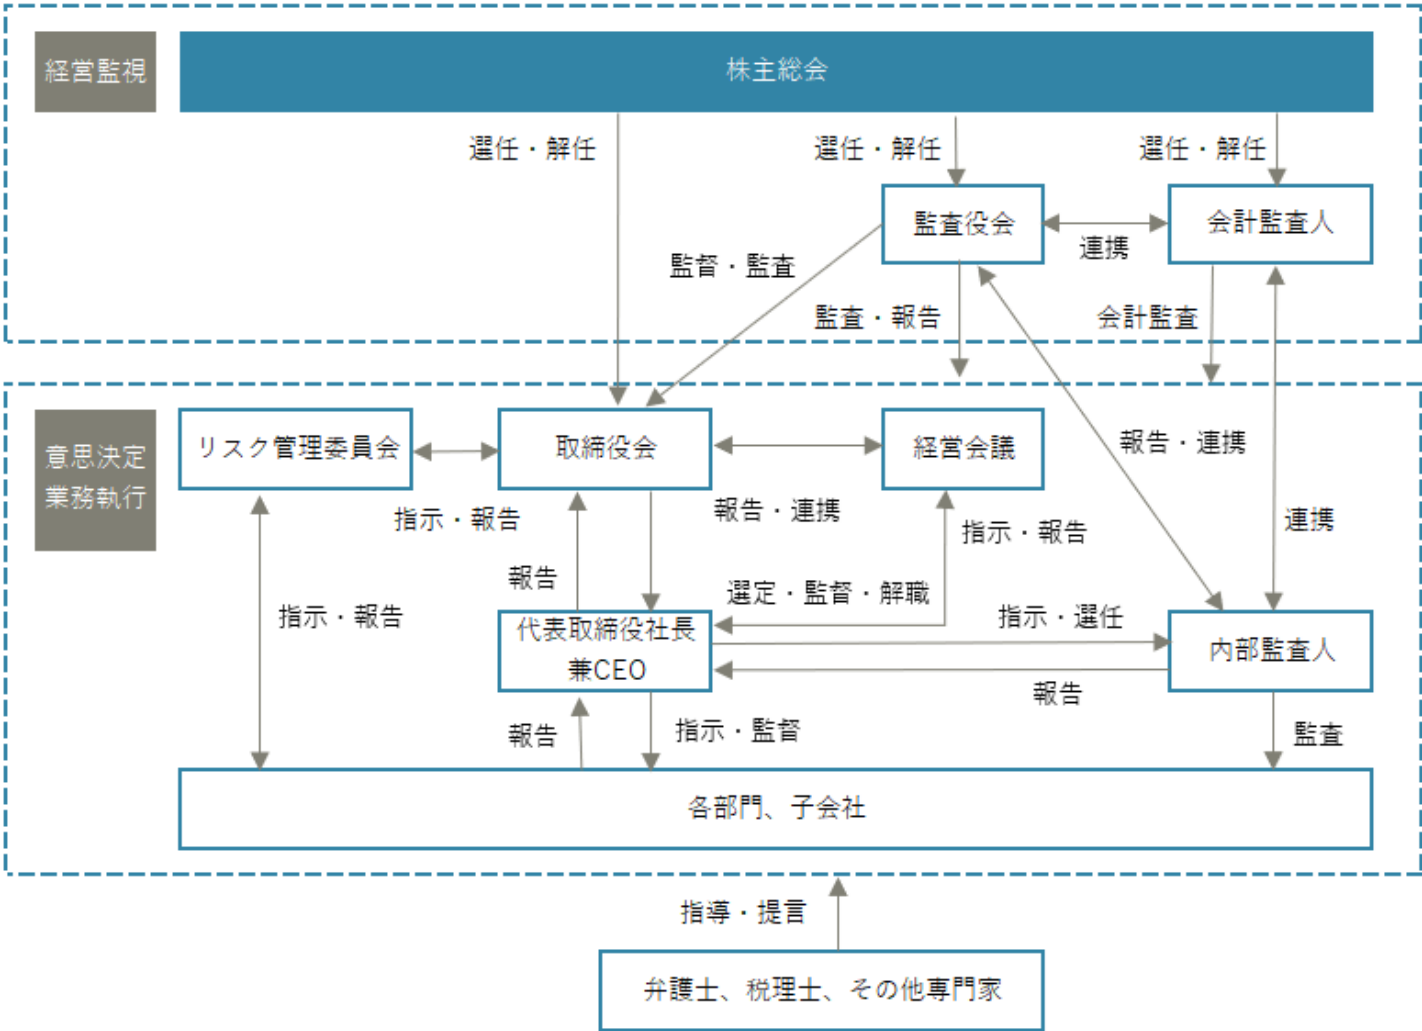 経営監視
株主総会
選任・解任
選任・解任
選任・解任
監査役会
会計監査人
連携
監督・監査
監査・報告
会計監査
意思決定
業務執行
リスク管理委員会
取締役会
経営会議
報告・連携
指示・報告
報告・連携
指示・報告
連携
報告
選定・監督・解職
指示・報告
指示・選任
代表取締役社長
兼CEO
内部監査人
報告
報告
指示・監督
監査
各部門、子会社
指導・提言
弁護士、税理士、その他専門家